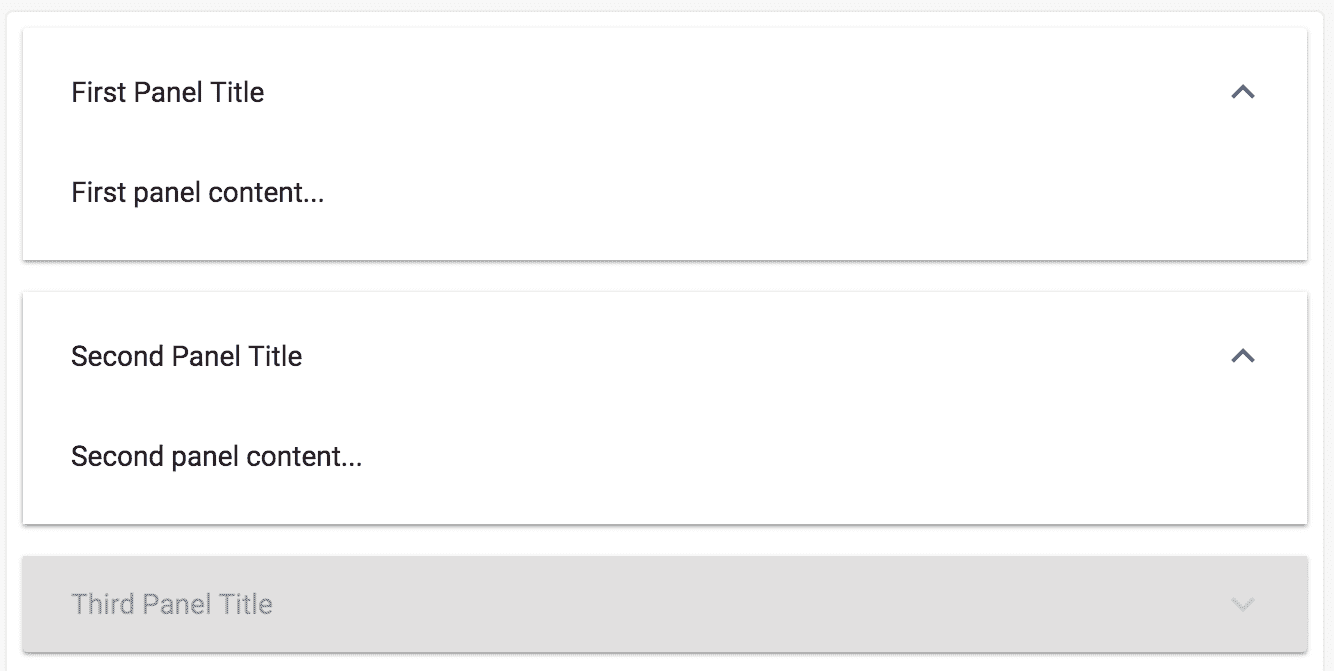 First Panel Title
First panel content...
Second Panel Title
Second panel content...
Third Panel Title